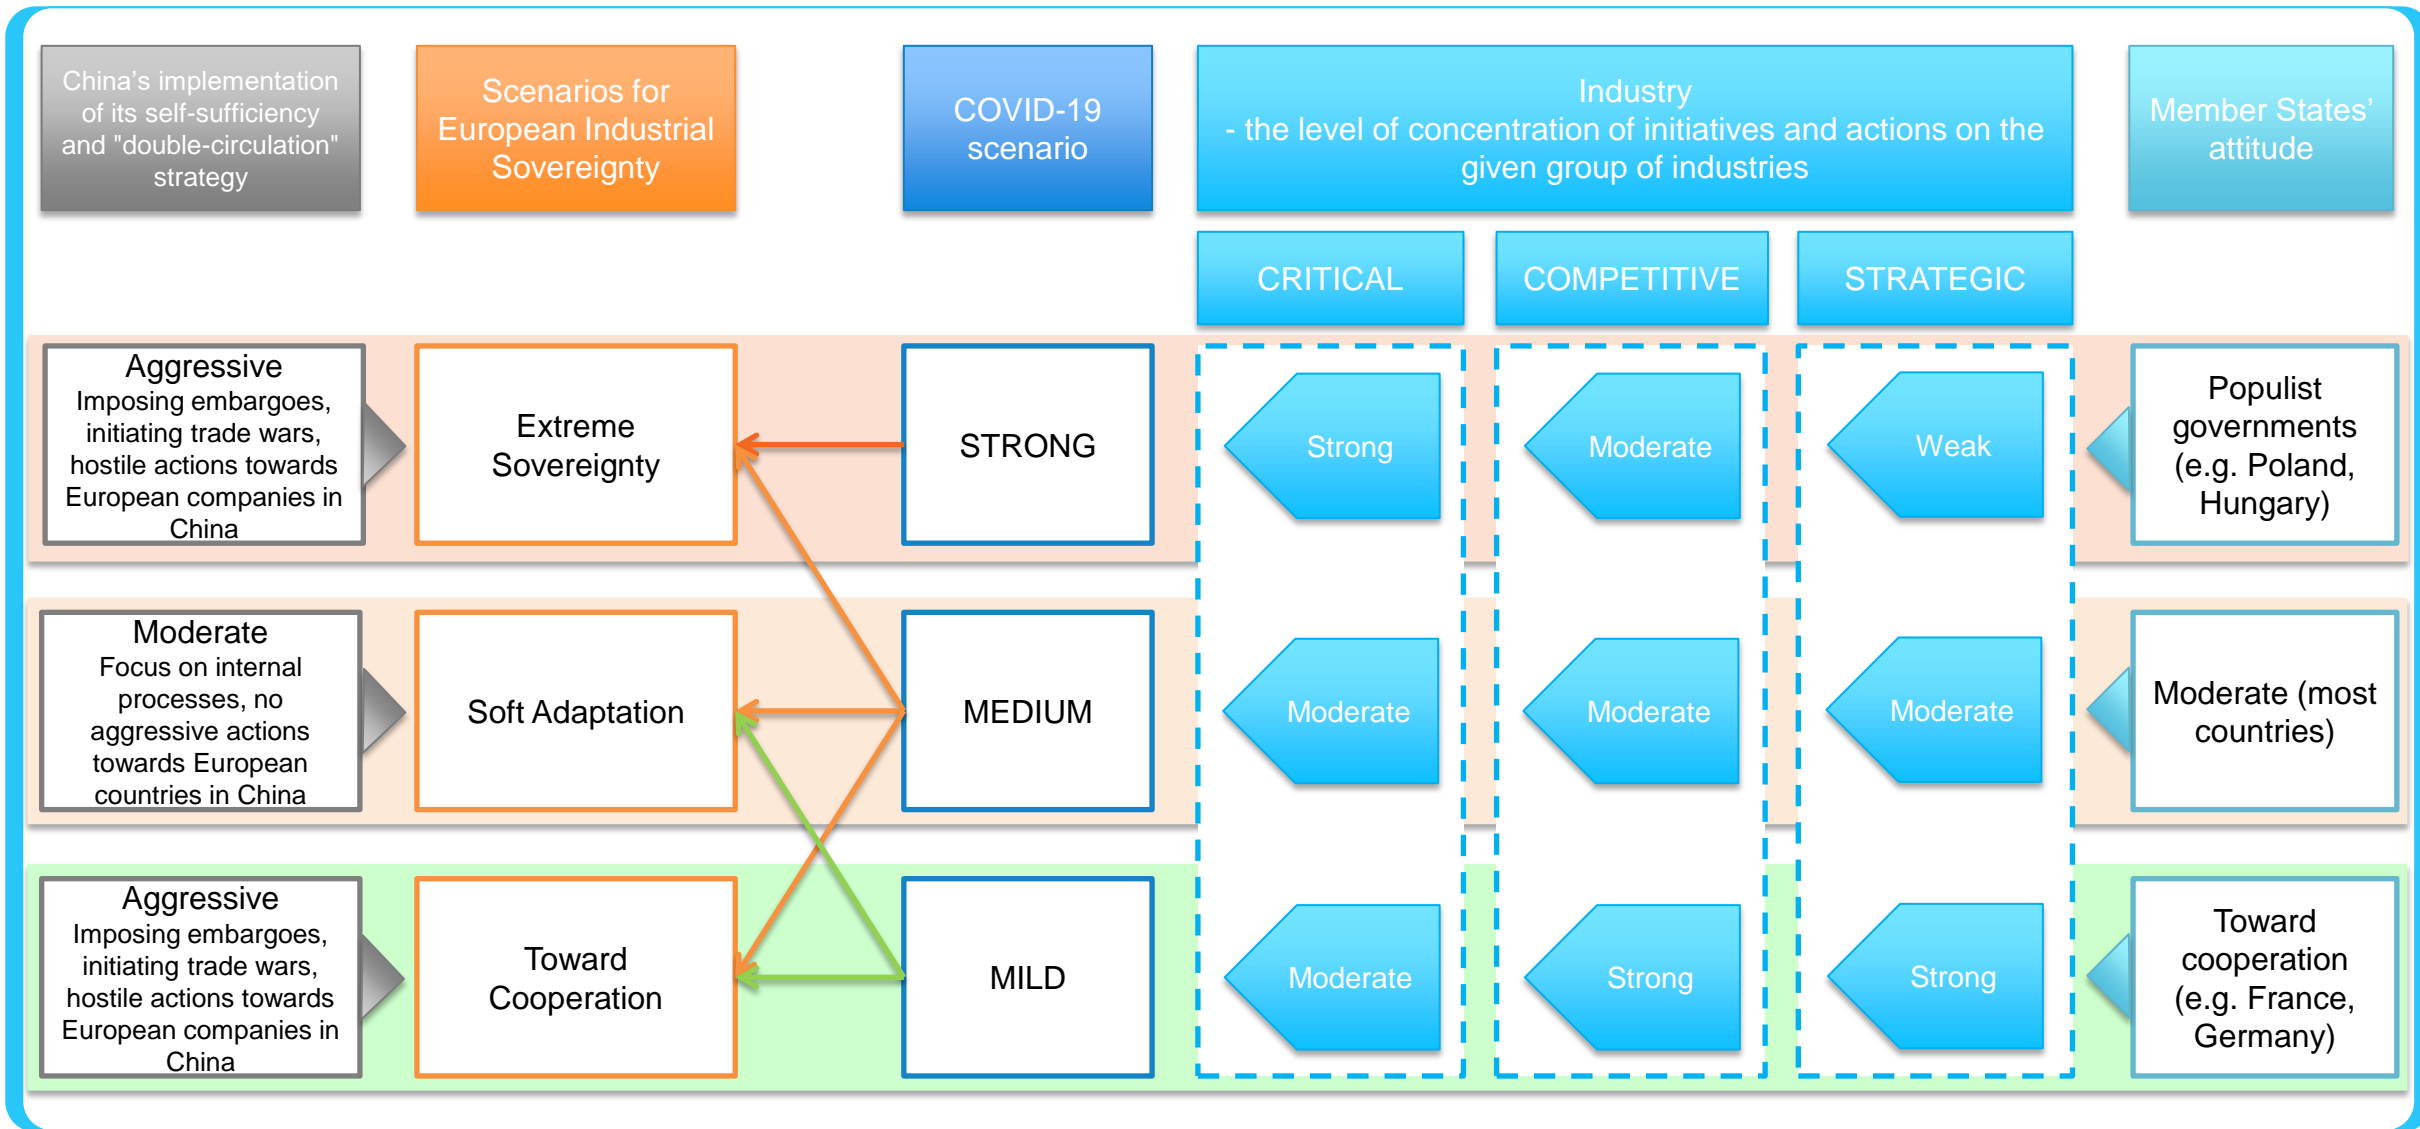 China's implementation
of its self-sufficiency
and "double-circulation"
strategy
Scenarios for
European Industrial
Sovereignty
COVID-19
scenario
Industry
- the level of concentration of initiatives and actions on the
given group of industries
Member States'
attitude
CRITICAL
COMPETITIVE
STRATEGIC
Aggressive
Imposing embargoes,
initiating trade wars,
hostile actions towards
European companies in
China
Extreme
Sovereignty
STRONG
Strong
Moderate
Weak
Populist
governments
(e.g. Poland,
Hungary)
Moderate
Focus on internal
processes, no
aggressive actions
towards European
countries in China
Soft Adaptation
MEDIUM
Moderate
Moderate
Moderate
Moderate (most
countries)
Aggressive
Imposing embargoes,
initiating trade wars,
hostile actions towards
European companies in
China
Toward
Cooperation
MILD
Moderate
Strong
Strong
Toward
cooperation
(e.g. France,
Germany)